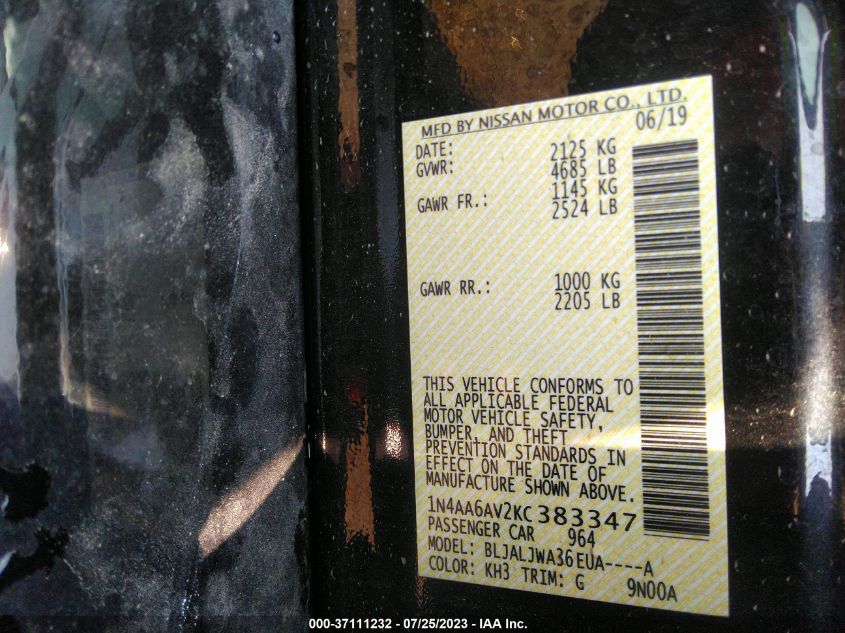 MFD BY NISSAN MOTOR CO., LTD.
DATE: 06/19
GVWR: 2125 KG
4685 LB
GAWR FR.: 1145 KG
2524 LB
GAWR RR.: 1000 KG
2205 LB
THIS VEHICLE CONFORMS TO
ALL APPLICABLE FEDERAL
MOTOR VEHICLE SAFETY,
BUMPER, AND THEFT
PREVENTION STANDARDS IN
EFFECT ON THE DATE OF
MANUFACTURE SHOWN ABOVE.
1N4AA6AV2KC383347
PASSENGER CAR 964
MODEL: BLJALJWA36EUA----A
COLOR: KH3 TRIM: G 9N00A
000-37111232 - 07/25/2023 - IAA Inc.